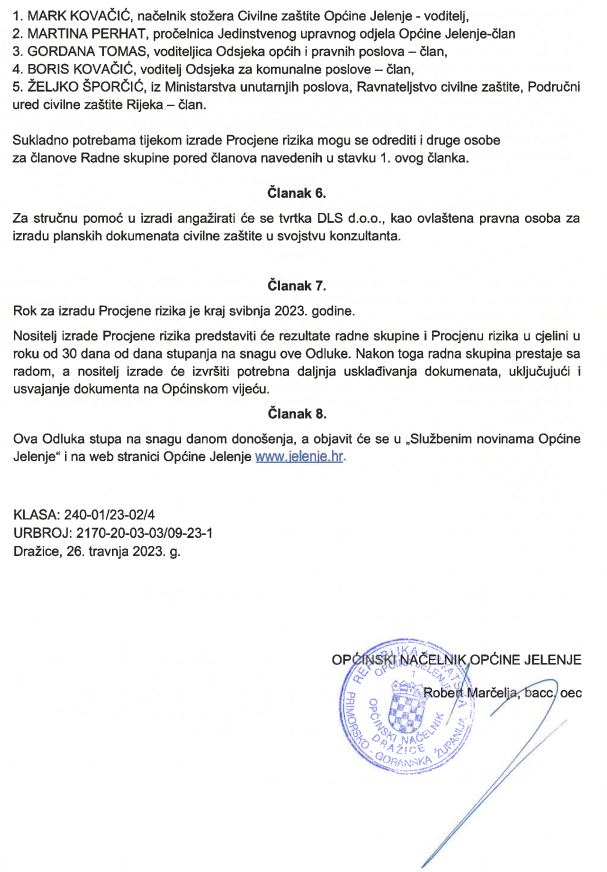 1. MARK KOVAČIĆ, načelnik stožera Civilne zaštite Općine Jelenje - voditelj,
2. MARTINA PERHAT, pročelnica Jedinstvenog upravnog odjela Općine Jelenje-član
3. GORDANA TOMAS, voditeljica Odsjeka općih i pravnih poslova – član,
4. BORIS KOVAČIĆ, voditelj Odsjeka za komunalne poslove – član,
5. ŽELJKO ŠPORČIĆ, iz Ministarstva unutarnjih poslova, Ravnateljstvo civilne zaštite, Područni
ured civilne zaštite Rijeka – član.
Sukladno potrebama tijekom izrade Procjene rizika mogu se odrediti i druge osobe
za članove Radne skupine pored članova navedenih u stavku 1. ovog članka.
Članak 6.
Za stručnu pomoć u izradi angažirati će se tvrtka DLS d.o.o., kao ovlaštena pravna osoba za
izradu planskih dokumenata civilne zaštite u svojstvu konzultanta.
Članak 7.
Rok za izradu Procjene rizika je kraj svibnja 2023. godine.
Nositelj izrade Procjene rizika predstaviti će rezultate radne skupine i Procjenu rizika u cjelini u
roku od 30 dana od dana stupanja na snagu ove Odluke. Nakon toga radna skupina prestaje sa
radom, a nositelj izrade će izvršiti potrebna daljnja usklađivanja dokumenata, uključujući i
usvajanje dokumenta na Općinskom vijeću.
Članak 8.
Ova Odluka stupa na snagu danom donošenja, a objavit će se u „Službenim novinama Općine
Jelenje“ i na web stranici Općine Jelenje www.jelenje.hr.
KLASA: 240-01/23-02/4
URBROJ: 2170-20-03-03/09-23-1
Dražice, 26. travnja 2023. g.
OPĆINSKI NAČELNIK OPĆINE JELENJE
Robert Marčelja, bacc. oec
REPUBLIKA HRVATSKA
PRIMORSKO - GORANSKA ŽUPANIJA
OPĆINA JELENJE
1
OPĆINSKI NAČELNIK
DRAŽICE